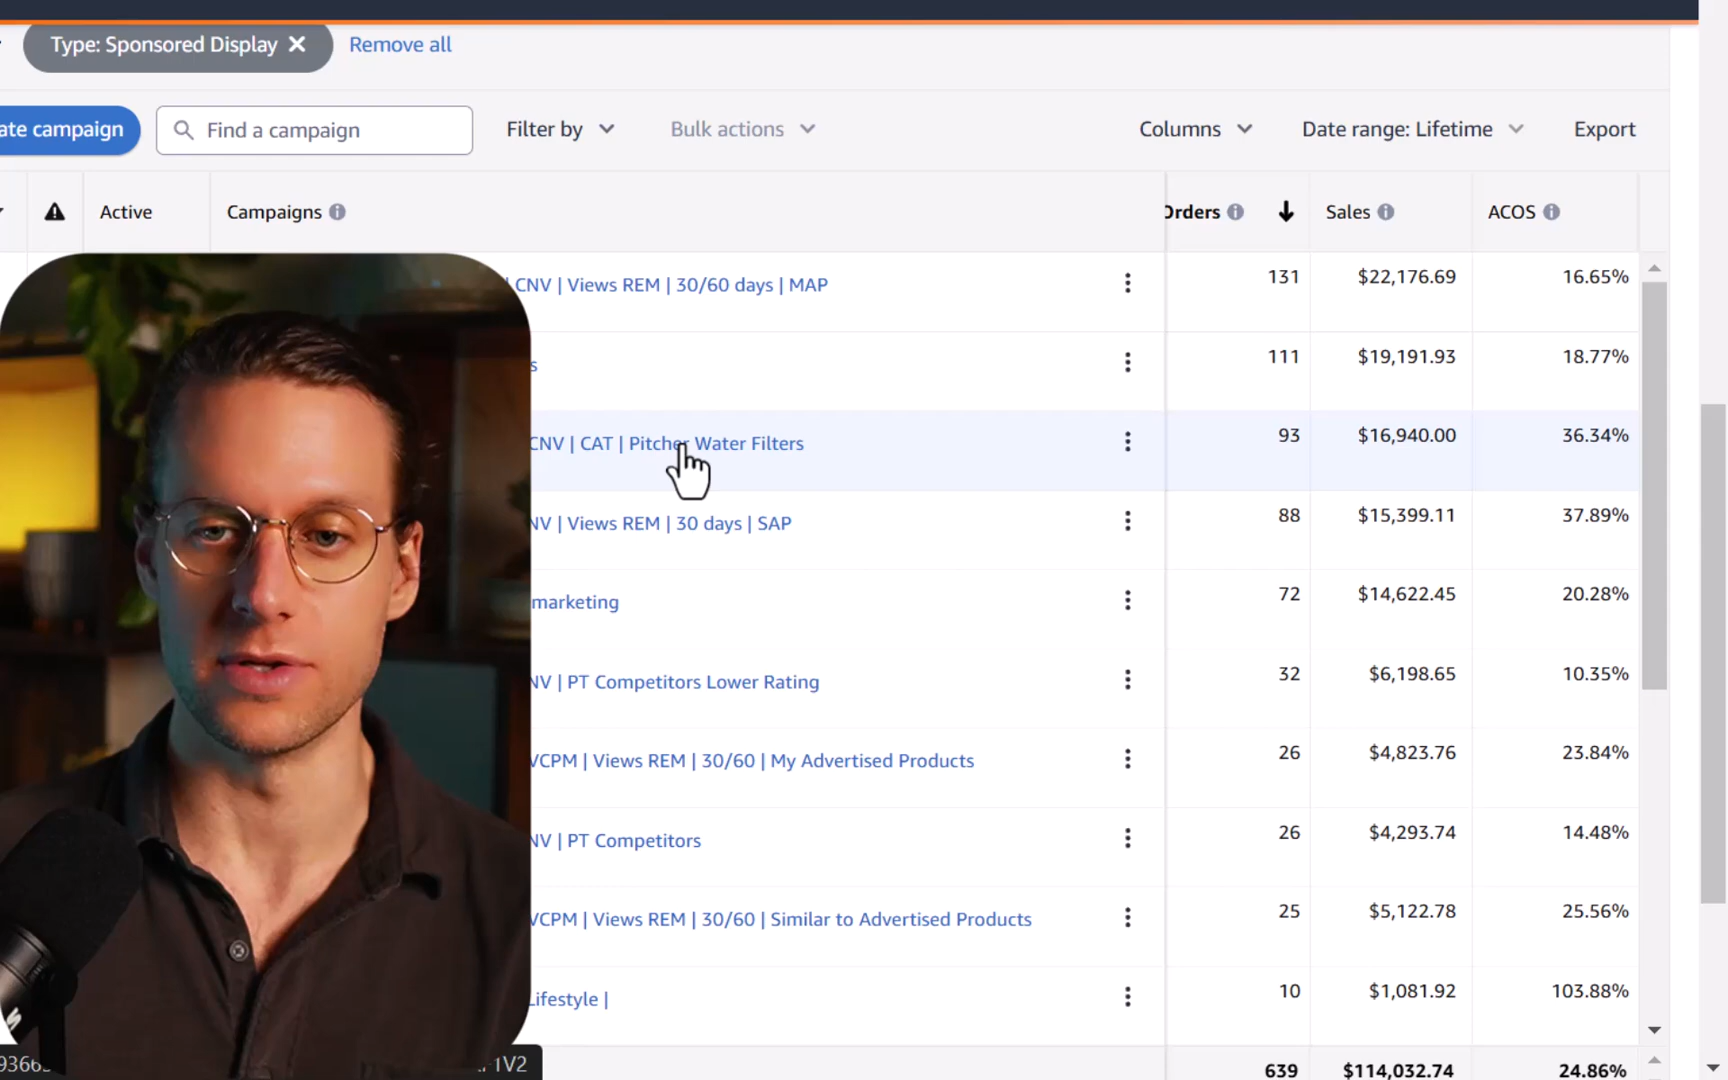 Type: Sponsored Display
Remove all
ate campaign
Find a campaign
Filter by
Bulk actions
Columns
Date range: Lifetime
Export
Active
Campaigns
Orders
Sales
ACOS
CNV | Views REM | 30/60 days | MAP
131
$22,176.69
16.65%
s
111
$19,191.93
18.77%
CNV | CAT | Pitcher Water Filters
93
$16,940.00
36.34%
NV | Views REM | 30 days | SAP
88
$15,399.11
37.89%
marketing
72
$14,622.45
20.28%
NV | PT Competitors Lower Rating
32
$6,198.65
10.35%
VCPM | Views REM | 30/60 | My Advertised Products
26
$4,823.76
23.84%
NV | PT Competitors
26
$4,293.74
14.48%
VCPM | Views REM | 30/60 | Similar to Advertised Products
25
$5,122.78
25.56%
Lifestyle |
10
$1,081.92
103.88%
1V2
639
$114,032.74
24.86%